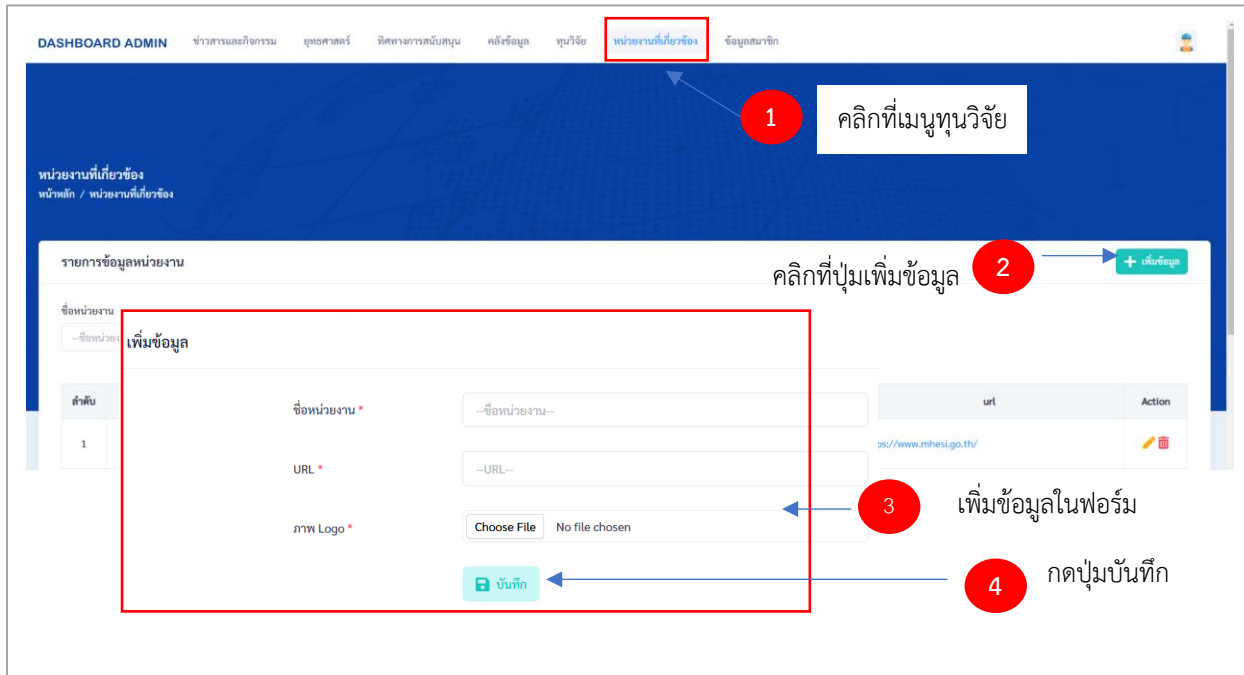 DASHBOARD ADMIN ข่าวสารและกิจกรรม ยุทธศาสตร์ ทิศทางการสนับสนุน คลังข้อมูล ทุนวิจัย หน่วยงานที่เกี่ยวข้อง ข้อมูลสมาชิก
1 คลิกที่เมนูทุนวิจัย
หน่วยงานที่เกี่ยวข้อง
หน้าหลัก / หน่วยงานที่เกี่ยวข้อง
รายการข้อมูลหน่วยงาน
คลิกที่ปุ่มเพิ่มข้อมูล 2 + เพิ่มข้อมูล
ชื่อหน่วยงาน
--ชื่อหน่วย
เพิ่มข้อมูล
ลำดับ url Action
ชื่อหน่วยงาน * --ชื่อหน่วยงาน--
1 ps://www.mhesi.go.th/
URL * --URL--
3 เพิ่มข้อมูลในฟอร์ม
ภาพ Logo * Choose File No file chosen
บันทึก 4 กดปุ่มบันทึก